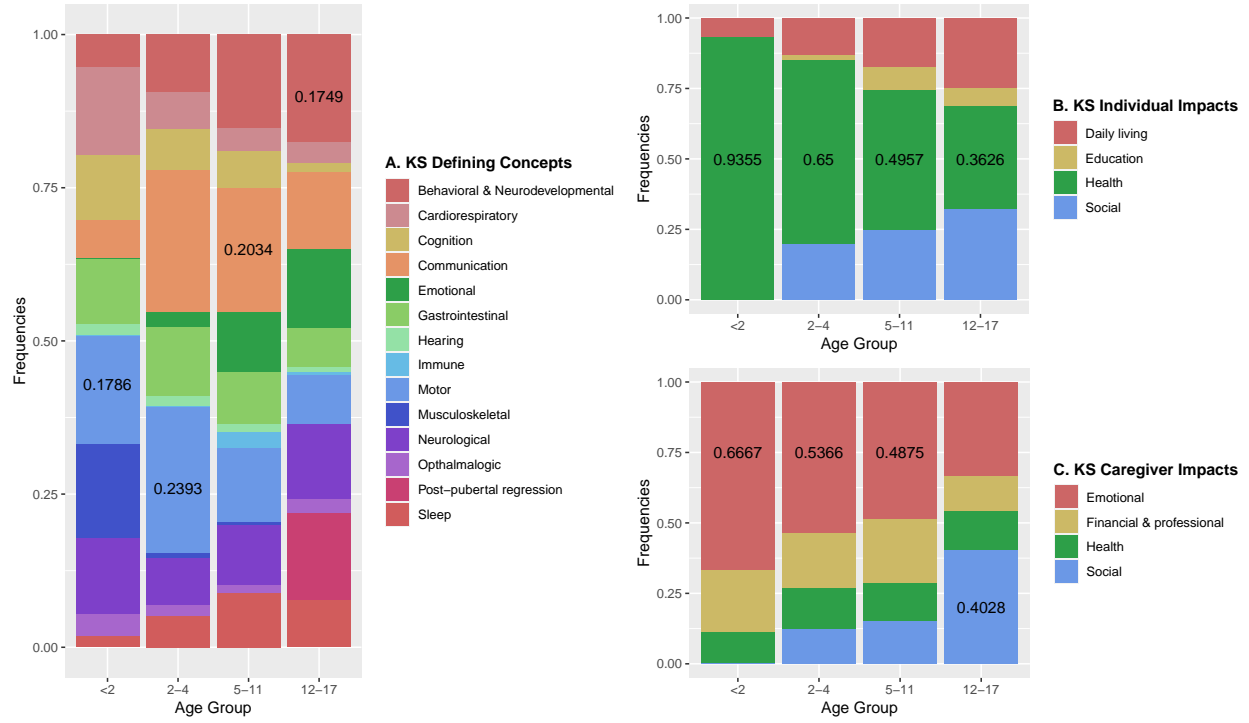 1.00
0.75
0.50
0.25
0.00
Frequencies
0.1749
0.2034
0.1786
0.2393
<2
2−4
5−11
12−17
Age Group
A. KS Defining Concepts
Behavioral & Neurodevelopmental
Cardiorespiratory
Cognition
Communication
Emotional
Gastrointestinal
Hearing
Immune
Motor
Musculoskeletal
Neurological
Opthalmologic
Post−pubertal regression
Sleep
1.00
0.75
0.50
0.25
0.00
Frequencies
0.9355
0.65
0.4957
0.3626
<2
2−4
5−11
12−17
Age Group
B. KS Individual Impacts
Daily living
Education
Health
Social
1.00
0.75
0.50
0.25
0.00
Frequencies
0.6667
0.5366
0.4875
0.4028
<2
2−4
5−11
12−17
Age Group
C. KS Caregiver Impacts
Emotional
Financial & professional
Health
Social